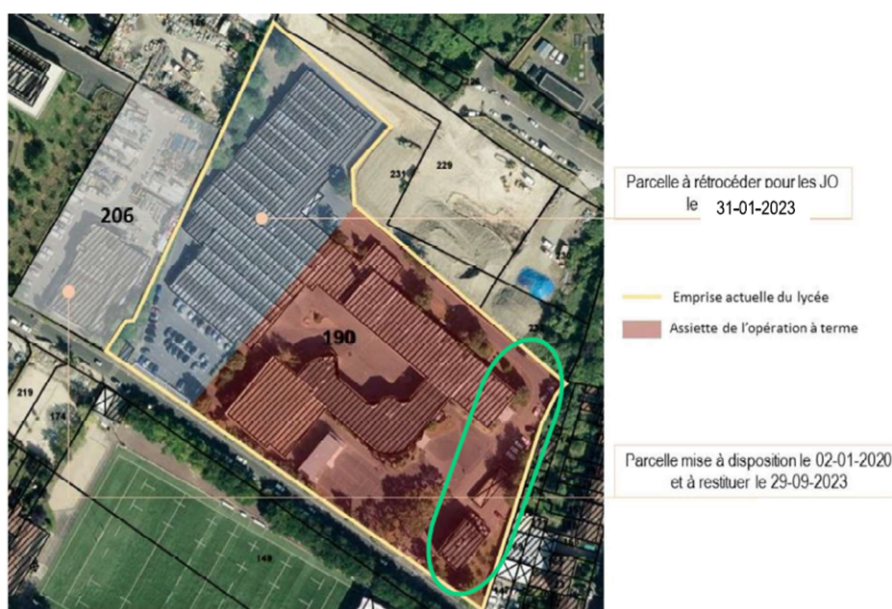 206
231
229
190
219
174
149
Parcelle à rétrocéder pour les JO
le 31-01-2023
Emprise actuelle du lycée
Assiette de l'opération à terme
Parcelle mise à disposition le 02-01-2020
et à restituer le 29-09-2023